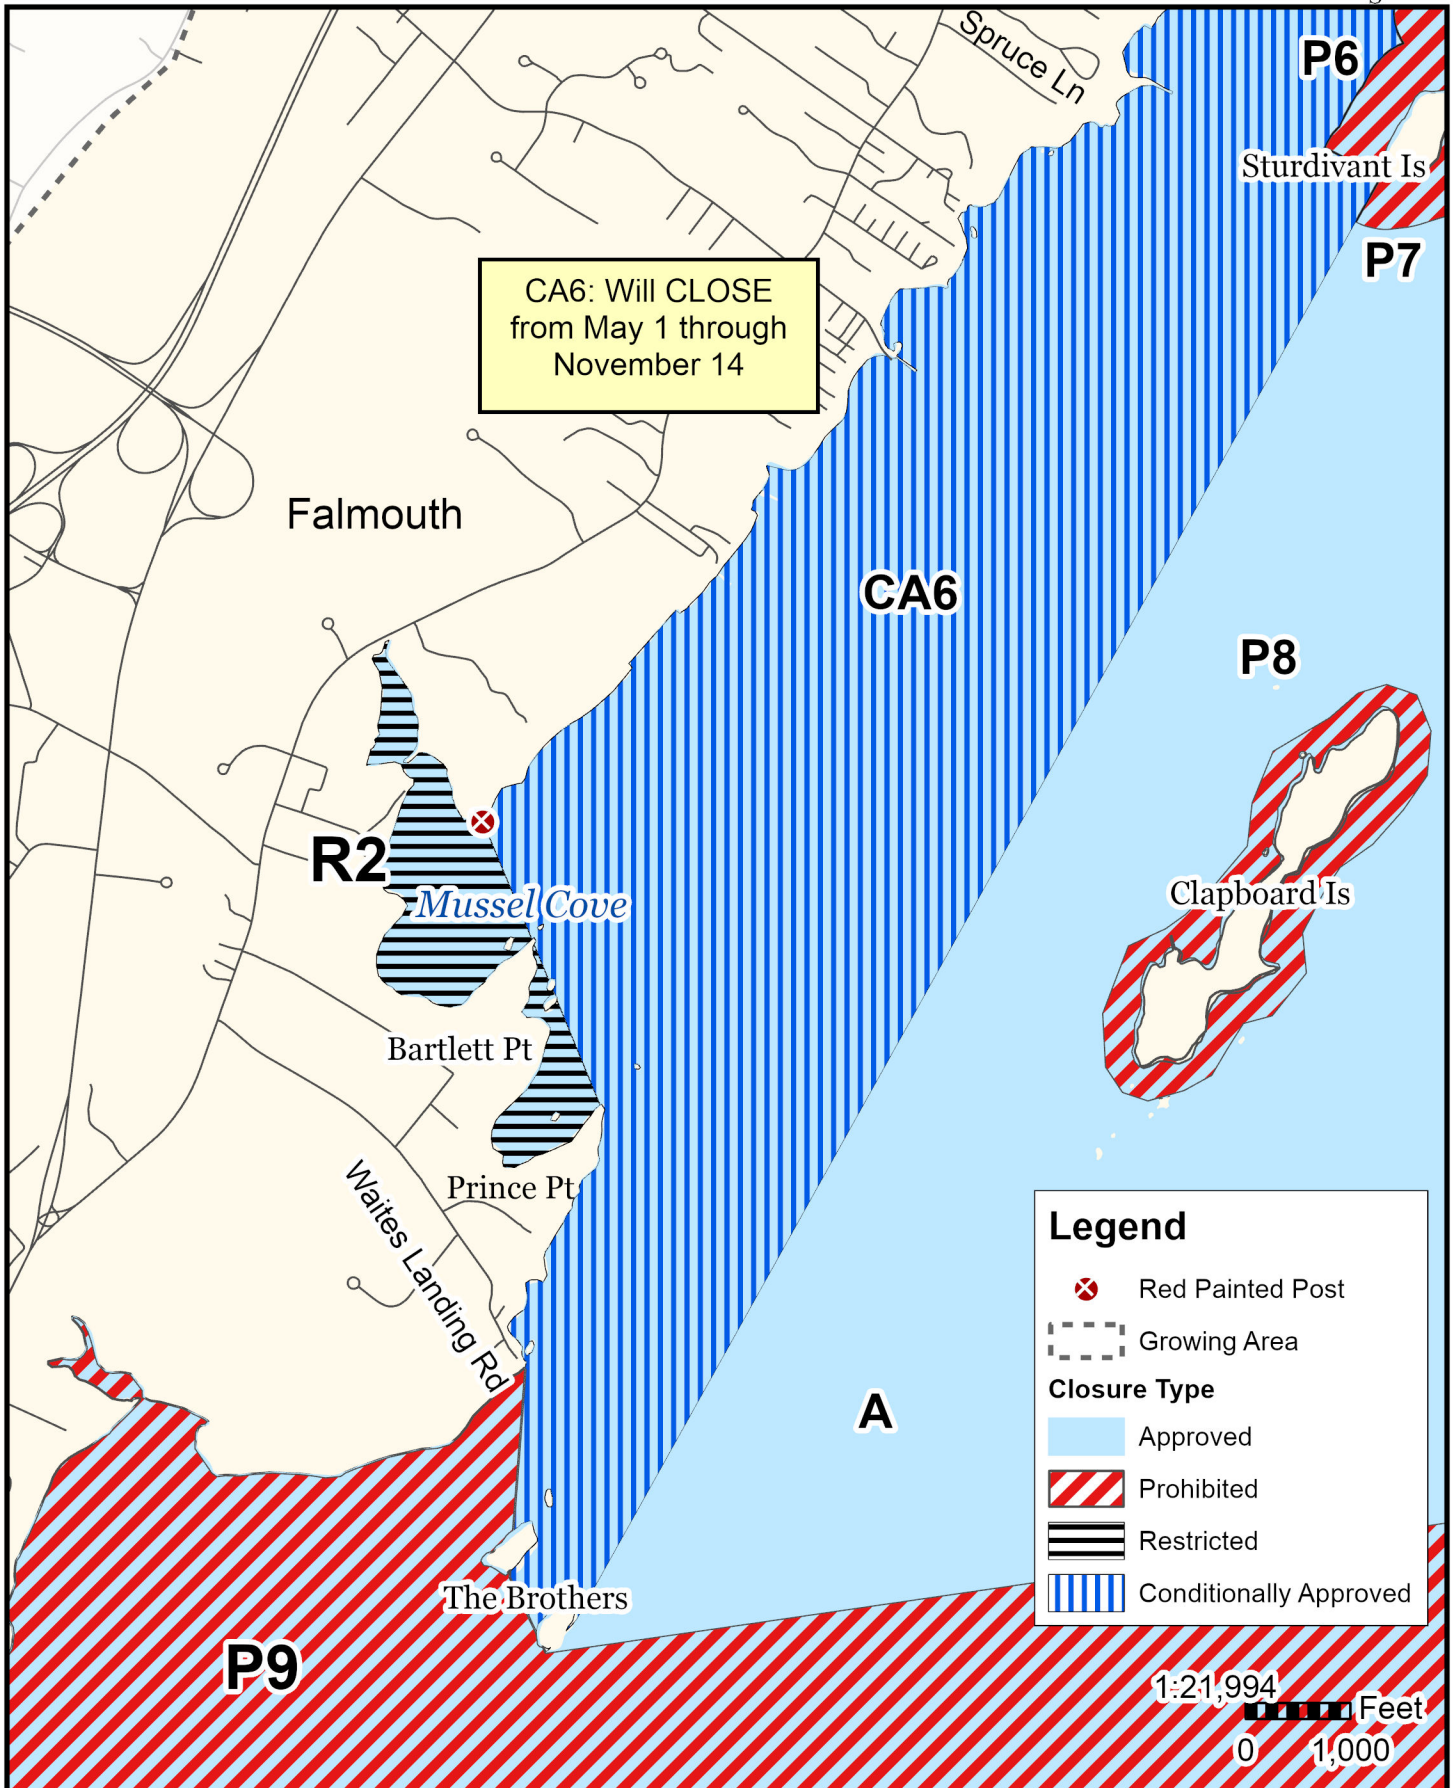 Spruce Ln
P6
Sturdivant Is
P7
CA6: Will CLOSE
from May 1 through
November 14
Falmouth
CA6
P8
R2
Mussel Cove
Clapboard Is
Bartlett Pt
Prince Pt
Waites Landing Rd
A
The Brothers
P9
Legend
Red Painted Post
Growing Area
Closure Type
Approved
Prohibited
Restricted
Conditionally Approved
1:21,994
Feet
0 1,000